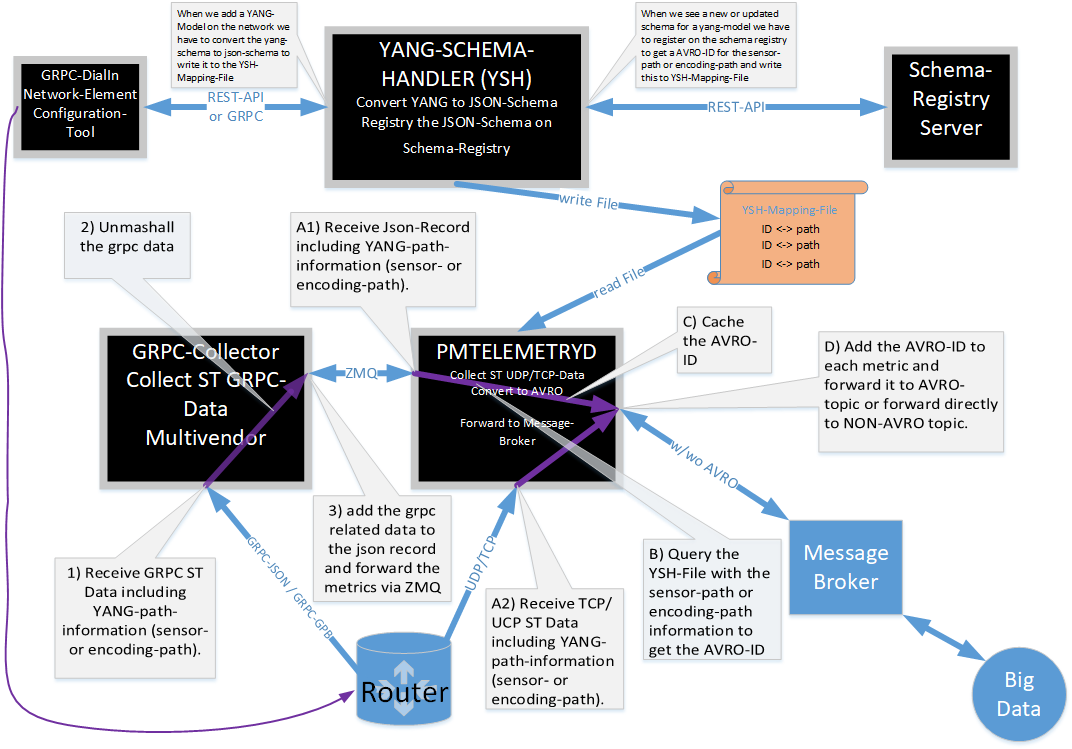 When we add a YANG-
Model on the network we
have to convert the yang-
schema to json-schema to
write it to the YSH-
Mapping-File
When we see a new or updated
schema for a yang-model we have
to register on the schema registry
to get a AVRO-ID for the sensor-
path or encoding-path and write
this to YSH-Mapping-File
GRPC-DialIn
Network-Element
Configuration-
Tool
REST-API
or GRPC
YANG-SCHEMA-
HANDLER (YSH)
Convert YANG to JSON-Schema
Registry the JSON-Schema on
Schema-Registry
REST-API
Schema-
Registry
Server
write File
YSH-Mapping-File
ID <-> path
ID <-> path
ID <-> path
read File
2) Unmashall
the grpc data
A1) Receive Json-Record
including YANG-path-
information (sensor- or
encoding-path).
GRPC-Collector
Collect ST GRPC-
Data
Multivendor
ZMQ
PMTELEMETRYD
Collect ST UDP/TCP-Data
Convert to AVRO
Forward to Message-
Broker
C) Cache
the AVRO-
ID
D) Add the AVRO-ID to
each metric and
forward it to AVRO-
topic or forward directly
to NON-AVRO topic.
w/wo AVRO
1) Receive GRPC ST
Data including
YANG-path-
information (sensor-
or encoding-path).
GRPC-JSON / GRPC-GPB
3) add the grpc
related data to
the json record
and forward the
metrics via ZMQ
UDP/TCP
A2) Receive TCP/
UCP ST Data
including YANG-
path-information
(sensor- or
encoding-path).
B) Query the
YSH-File with the
sensor-path or
encoding-path
information to
get the AVRO-ID
Message
Broker
Router
Big
Data